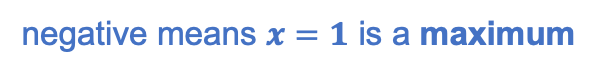 negative means x = 1 is a maximum